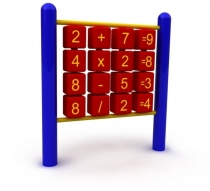 2 + 7 =9
4 x 2 =8
8 - 5 =3
8 / 2 =4